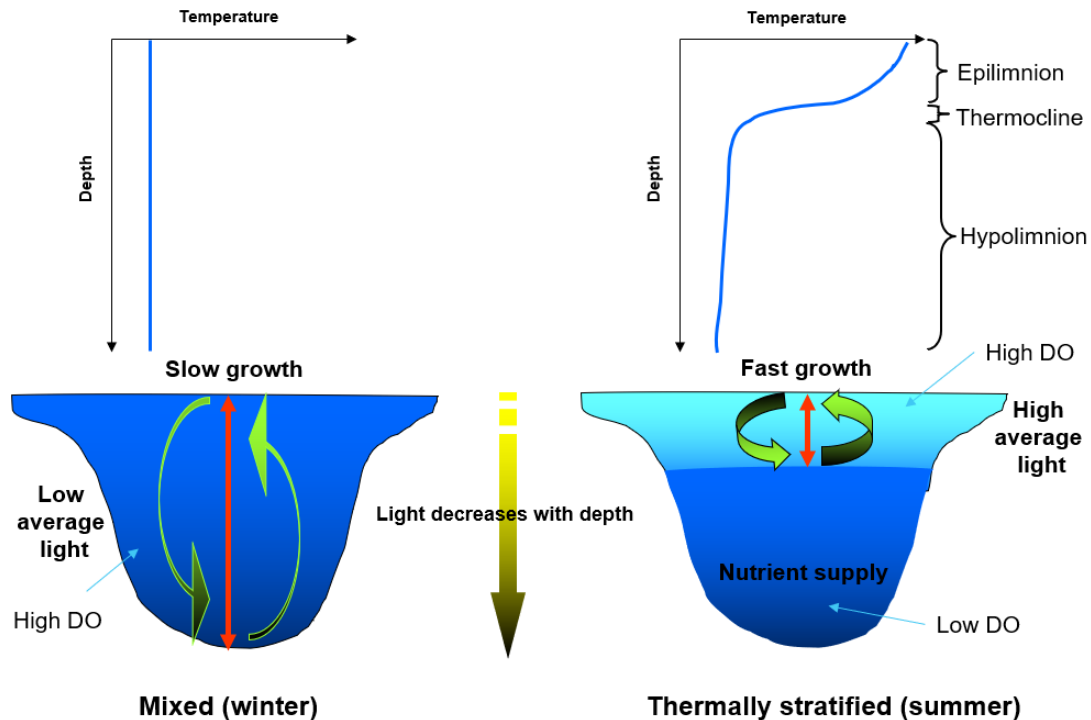 Temperature
Depth
Temperature
Depth
Epilimnion
Thermocline
Hypolimnion
Slow growth
Low
average
light
High DO
Mixed (winter)
Light decreases with depth
Fast growth
High DO
High
average
light
Nutrient supply
Low DO
Thermally stratified (summer)